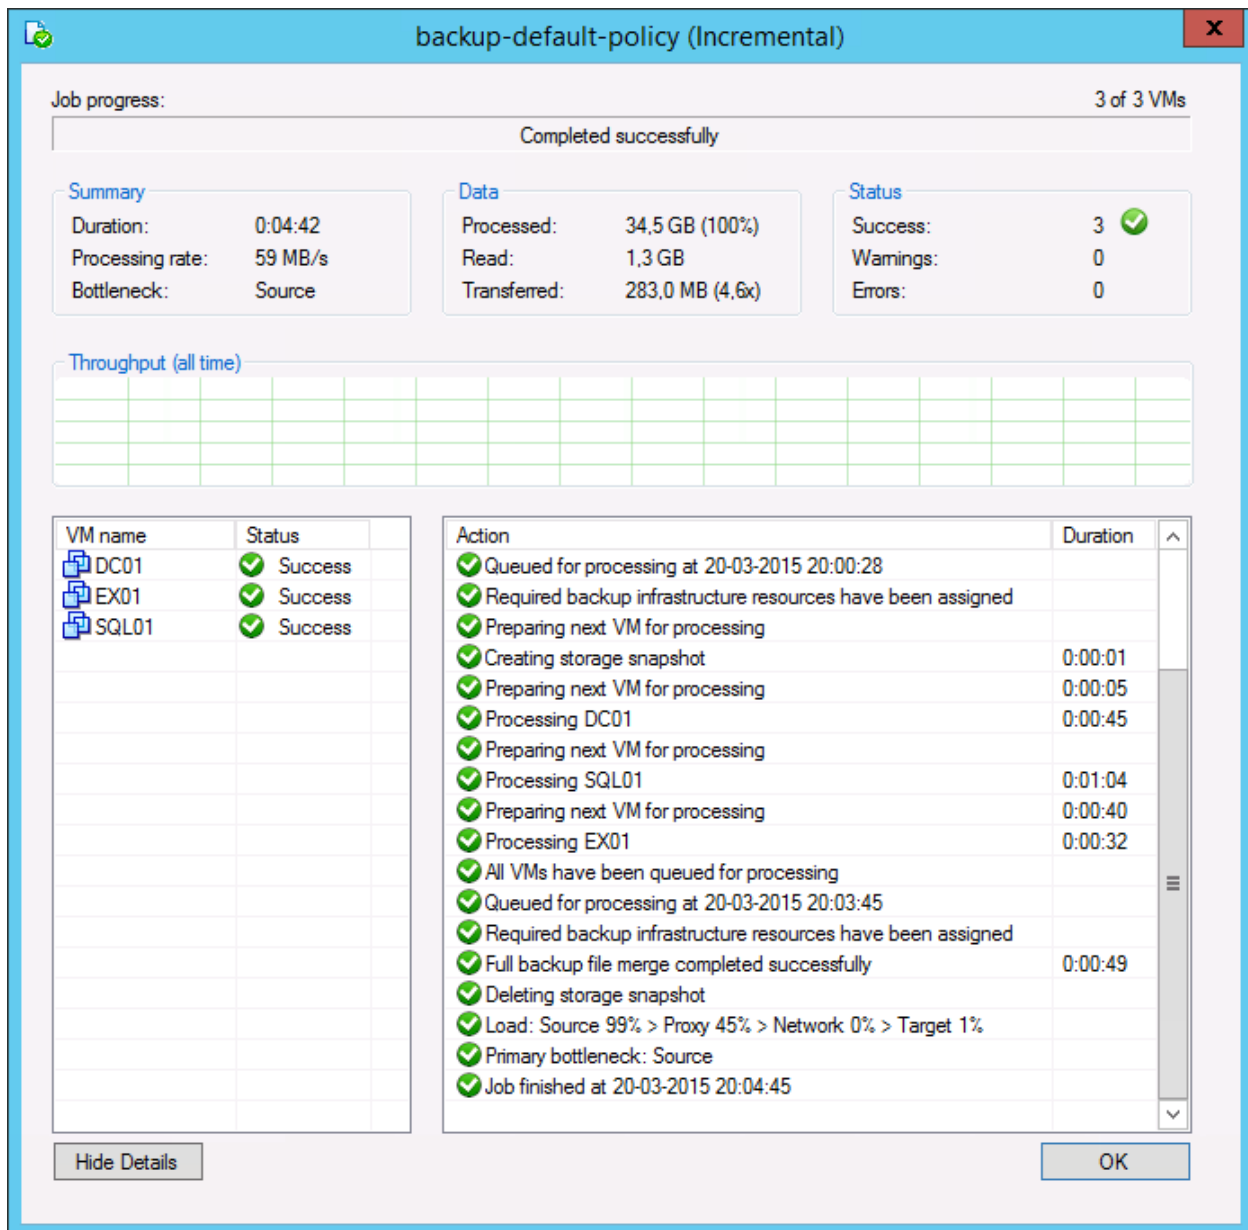 backup-default-policy (Incremental)
X
Job progress: 3 of 3 VMs
Completed successfully
Summary
Duration: 0:04:42
Processing rate: 59 MB/s
Bottleneck: Source
Data
Processed: 34,5 GB (100%)
Read: 1,3 GB
Transferred: 283,0 MB (4,6x)
Status
Success: 3
Warnings: 0
Errors: 0
Throughput (all time)
VM name Status
DC01 Success
EX01 Success
SQL01 Success
Action Duration
Queued for processing at 20-03-2015 20:00:28
Required backup infrastructure resources have been assigned
Preparing next VM for processing
Creating storage snapshot 0:00:01
Preparing next VM for processing 0:00:05
Processing DC01 0:00:45
Preparing next VM for processing
Processing SQL01 0:01:04
Preparing next VM for processing 0:00:40
Processing EX01 0:00:32
All VMs have been queued for processing
Queued for processing at 20-03-2015 20:03:45
Required backup infrastructure resources have been assigned
Full backup file merge completed successfully 0:00:49
Deleting storage snapshot
Load: Source 99% > Proxy 45% > Network 0% > Target 1%
Primary bottleneck: Source
Job finished at 20-03-2015 20:04:45
Hide Details
OK